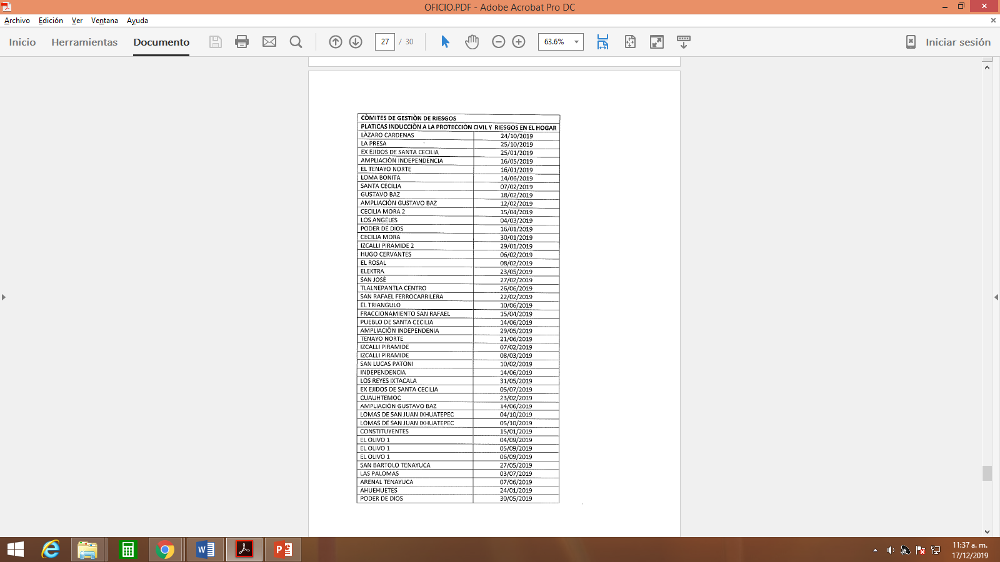 OFICIO.PDF - Adobe Acrobat Pro DC
Archivo Edición Ver Ventana Ayuda
Inicio Herramientas Documento 27 / 30 63.6% Iniciar sesión
CÒMITES DE GESTIÒN DE RIESGOS
PLATICAS INDUCCIÒN A LA PROTECCIÒN CIVIL Y RIESGOS EN EL HOGAR
LÀZARO CARDENAS 24/10/2019
LA PRESA 25/10/2019
EX EJIDOS DE SANTA CECILIA 25/01/2019
AMPLIACIÒN INDEPENDENCIA 16/05/2019
EL TENAYO NORTE 16/01/2019
LOMA BONITA 14/06/2019
SANTA CECILIA 07/02/2019
GUSTAVO BAZ 18/02/2019
AMPLIACIÒN GUSTAVO BAZ 12/02/2019
CECILIA MORA 2 15/04/2019
LOS ANGELES 04/03/2019
PODER DE DIOS 16/01/2019
CECILIA MORA 30/01/2019
IZCALLI PIRAMIDE 2 29/01/2019
HUGO CERVANTES 06/02/2019
EL ROSAL 08/02/2019
ELEKTRA 23/05/2019
SAN JOSÈ 27/02/2019
TLALNEPANTLA CENTRO 26/06/2019
SAN RAFAEL FERROCARRILERA 22/02/2019
EL TRIANGULO 10/06/2019
FRACCIONAMIENTO SAN RAFAEL 15/04/2019
PUEBLO DE SANTA CECILIA 14/06/2019
AMPLIACIÒN INDEPENDENIA 29/05/2019
TENAYO NORTE 21/06/2019
IZCALLI PIRAMIDE 07/02/2019
IZCALLI PIRAMIDE 08/03/2019
SAN LUCAS PATONI 10/02/2019
INDEPENDENCIA 14/06/2019
LOS REYES IXTACALA 31/05/2019
EX EJIDOS DE SANTA CECILIA 05/07/2019
CUAUHTEMOC 23/02/2019
AMPLIACIÒN GUSTAVO BAZ 14/06/2019
LOMAS DE SAN JUAN IXHUATEPEC 04/10/2019
LOMAS DE SAN JUAN IXHUATEPEC 05/10/2019
CONSTITUYENTES 15/01/2019
EL OLIVO 1 04/09/2019
EL OLIVO 1 05/09/2019
EL OLIVO 1 06/09/2019
SAN BARTOLO TENAYUCA 27/05/2019
LAS PALOMAS 03/07/2019
ARENAL TENAYUCA 07/06/2019
AHUEHUETES 24/01/2019
PODER DE DIOS 30/05/2019
11:37 a. m.
17/12/2019